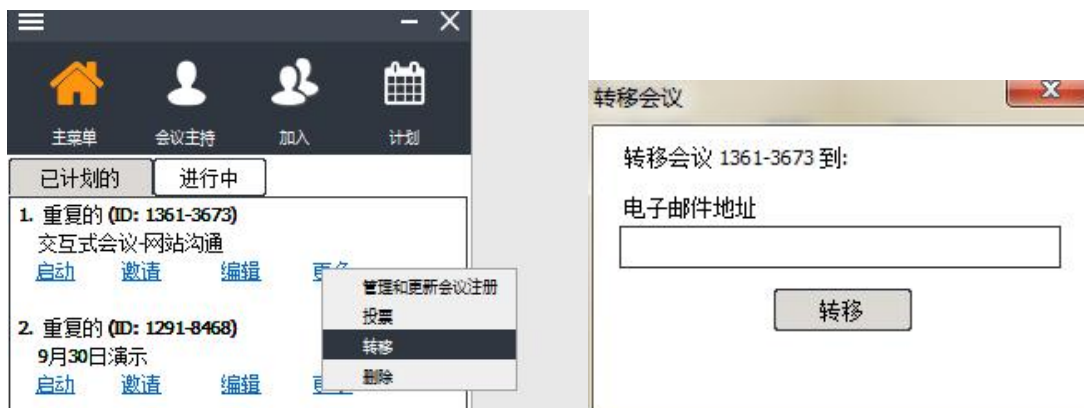 主菜单 会议主持 加入 计划
已计划的 进行中
1. 重复的 (ID: 1361-3673)
交互式会议-网站沟通
启动 邀请 编辑
管理和更新会议注册
投票
转移
删除
2. 重复的 (ID: 1291-8468)
9月30日演示
启动 邀请 编辑
转移会议
转移会议 1361-3673 到:
电子邮件地址
转移